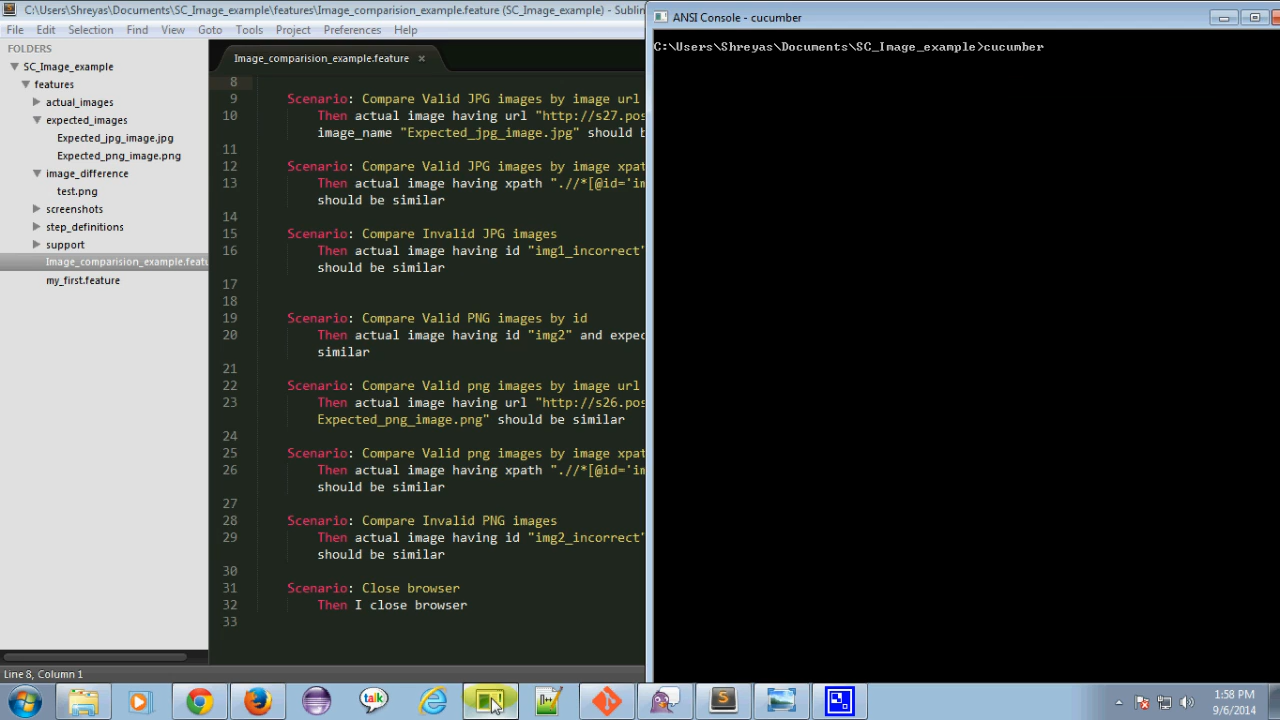 C:\Users\Shreyas\Documents\SC_Image_example\features\Image_comparision_example.feature (SC_Image_example) - Sublim
File Edit Selection Find View Goto Tools Project Preferences Help
FOLDERS
SC_Image_example
features
actual_images
expected_images
Expected_jpg_image.jpg
Expected_png_image.png
image_difference
test.png
screenshots
step_definitions
support
Image_comparision_example.featu
my_first.feature
Image_comparision_example.feature ×
8
9 Scenario: Compare Valid JPG images by image url
10 Then actual image having url "http://s27.pos
image_name "Expected_jpg_image.jpg" should b
11
12 Scenario: Compare Valid JPG images by image xpat
13 Then actual image having xpath ".//*[@id='im
should be similar
14
15 Scenario: Compare Invalid JPG images
16 Then actual image having id "img1_incorrect"
should be similar
17
18
19 Scenario: Compare Valid PNG images by id
20 Then actual image having id "img2" and expec
similar
21
22 Scenario: Compare Valid png images by image url
23 Then actual image having url "http://s26.pos
Expected_png_image.png" should be similar
24
25 Scenario: Compare Valid png images by image xpat
26 Then actual image having xpath ".//*[@id='im
should be similar
27
28 Scenario: Compare Invalid PNG images
29 Then actual image having id "img2_incorrect"
should be similar
30
31 Scenario: Close browser
32 Then I close browser
33
Line 8, Column 1
ANSI Console - cucumber
C:\Users\Shreyas\Documents\SC_Image_example>cucumber
talk
1:58 PM
9/6/2014